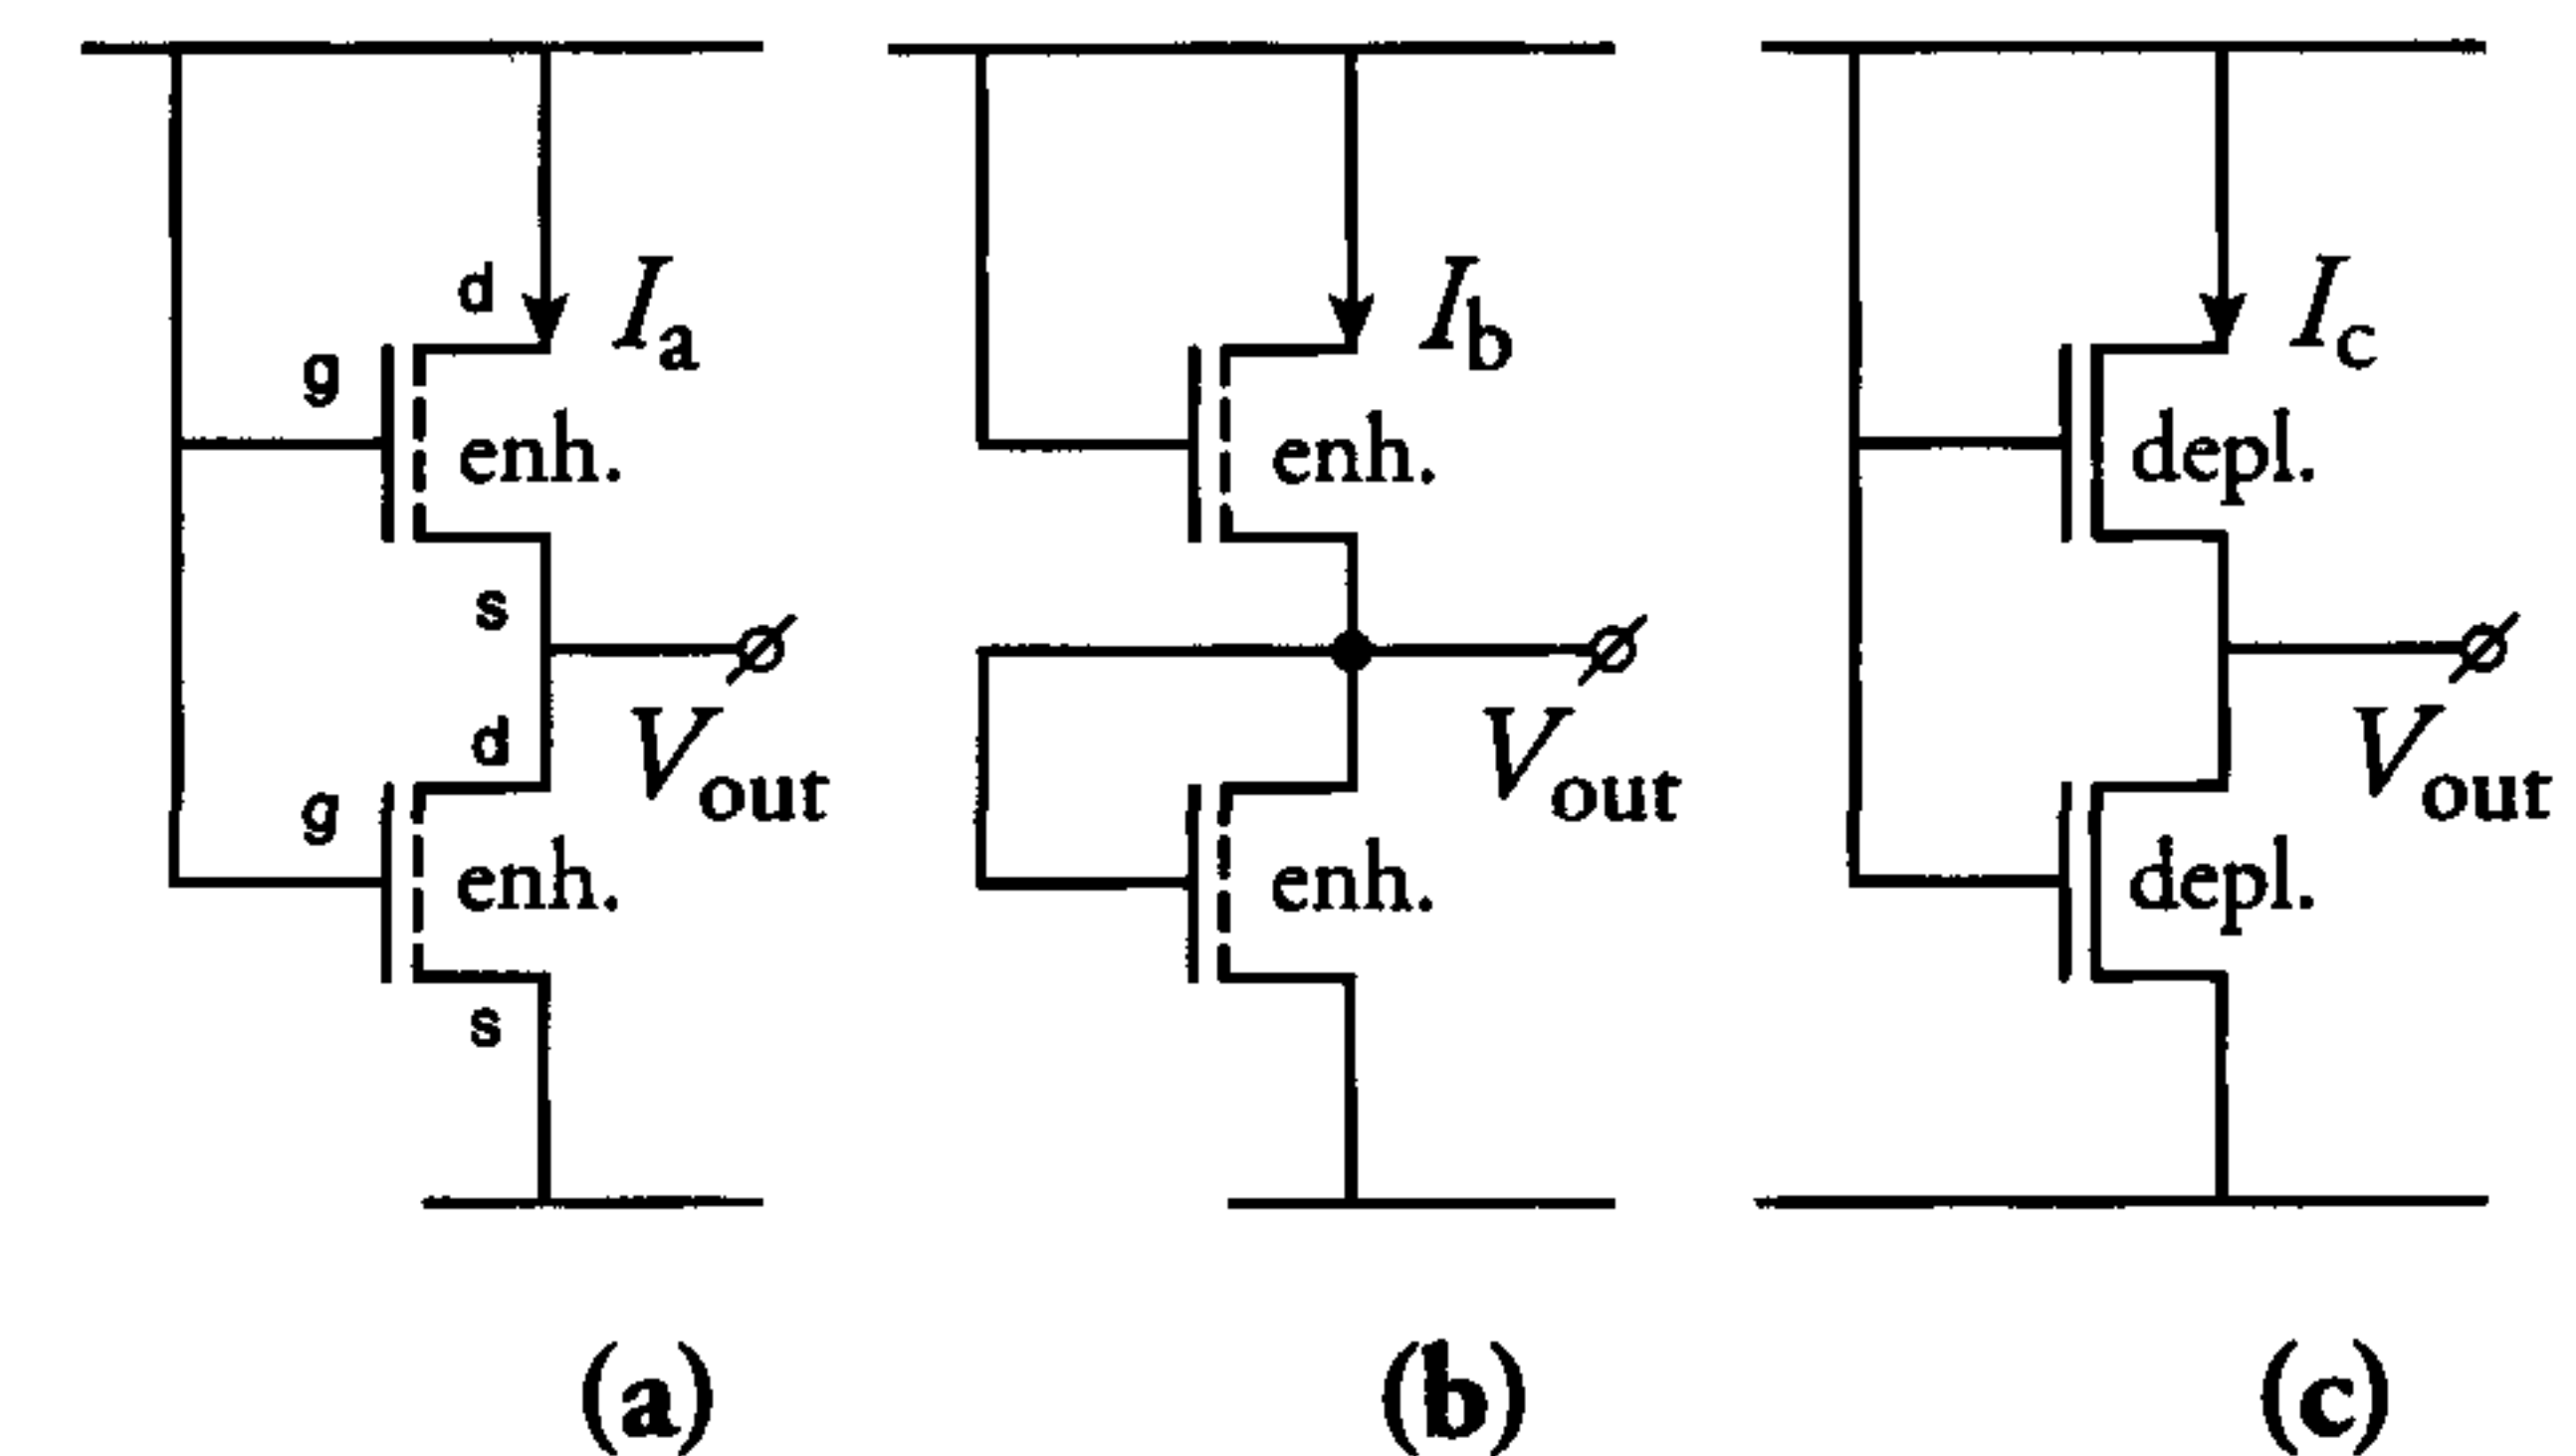 d
I_a
g
enh.
s
d
V_out
g
enh.
s
(a)
I_b
enh.
V_out
enh.
(b)
I_c
depl.
V_out
depl.
(c)